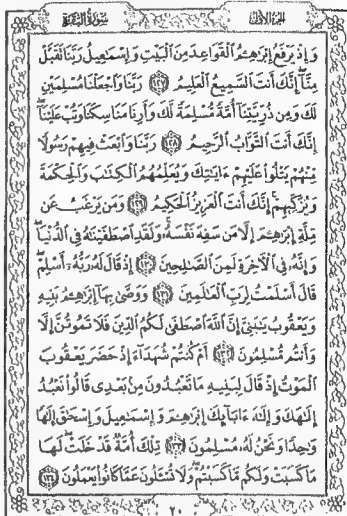 الجزء الأول
سورة البقرة
وَإِذْ يَرْفَعُ إِبْرَٰهِـۧمُ ٱلْقَوَاعِدَ مِنَ ٱلْبَيْتِ وَإِسْمَٰعِيلُ رَبَّنَا تَقَبَّلْ
مِنَّآ إِنَّكَ أَنتَ ٱلسَّمِيعُ ٱلْعَلِيمُ ١٢٧ رَبَّنَا وَٱجْعَلْنَا مُسْلِمَيْنِ
لَكَ وَمِن ذُرِّيَّتِنَآ أُمَّةً مُّسْلِمَةً لَّكَ وَأَرِنَا مَنَاسِكَنَا وَتُبْ عَلَيْنَآ
إِنَّكَ أَنتَ ٱلتَّوَّابُ ٱلرَّحِيمُ ١٢٨ رَبَّنَا وَٱبْعَثْ فِيهِمْ رَسُولًا
مِّنْهُمْ يَتْلُوا۟ عَلَيْهِمْ ءَايَٰتِكَ وَيُعَلِّمُهُمُ ٱلْكِتَٰبَ وَٱلْحِكْمَةَ
وَيُزَكِّيهِمْ إِنَّكَ أَنتَ ٱلْعَزِيزُ ٱلْحَكِيمُ ١٢٩ وَمَن يَرْغَبُ عَن
مِّلَّةِ إِبْرَٰهِـۧمَ إِلَّا مَن سَفِهَ نَفْسَهُۥ وَلَقَدِ ٱصْطَفَيْنَٰهُ فِى ٱلدُّنْيَا
وَإِنَّهُۥ فِى ٱلْءَاخِرَةِ لَمِنَ ٱلصَّٰلِحِينَ ١٣٠ إِذْ قَالَ لَهُۥ رَبُّهُۥٓ أَسْلِمْ
قَالَ أَسْلَمْتُ لِرَبِّ ٱلْعَٰلَمِينَ ١٣١ وَوَصَّىٰ بِهَآ إِبْرَٰهِـۧمُ بَنِيهِ
وَيَعْقُوبُ يَٰبَنِىَّ إِنَّ ٱللَّهَ ٱصْطَفَىٰ لَكُمُ ٱلدِّينَ فَلَا تَمُوتُنَّ إِلَّا
وَأَنتُم مُّسْلِمُونَ ١٣٢ أَمْ كُنتُمْ شُهَدَآءَ إِذْ حَضَرَ يَعْقُوبَ
ٱلْمَوْتُ إِذْ قَالَ لِبَنِيهِ مَا تَعْبُدُونَ مِنۢ بَعْدِى قَالُوا۟ نَعْبُدُ
إِلَٰهَكَ وَإِلَٰهَ ءَابَآئِكَ إِبْرَٰهِـۧمَ وَإِسْمَٰعِيلَ وَإِسْحَٰقَ إِلَٰهًا
وَٰحِدًا وَنَحْنُ لَهُۥ مُسْلِمُونَ ١٣٣ تِلْكَ أُمَّةٌ قَدْ خَلَتْ لَهَا
مَا كَسَبَتْ وَلَكُم مَّا كَسَبْتُمْ وَلَا تُسْـَٔلُونَ عَمَّا كَانُوا۟ يَعْمَلُونَ ١٣٤
٢٠